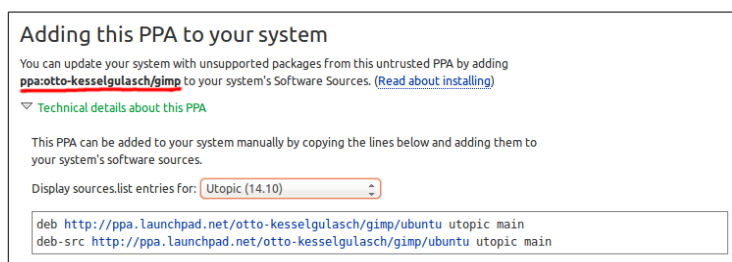 Adding this PPA to your system
You can update your system with unsupported packages from this untrusted PPA by adding
ppa:otto-kesselgulasch/gimp to your system's Software Sources. (Read about installing)
Technical details about this PPA
This PPA can be added to your system manually by copying the lines below and adding them to
your system's software sources.
Display sources.list entries for: Utopic (14.10)
deb http://ppa.launchpad.net/otto-kesselgulasch/gimp/ubuntu utopic main
deb-src http://ppa.launchpad.net/otto-kesselgulasch/gimp/ubuntu utopic main